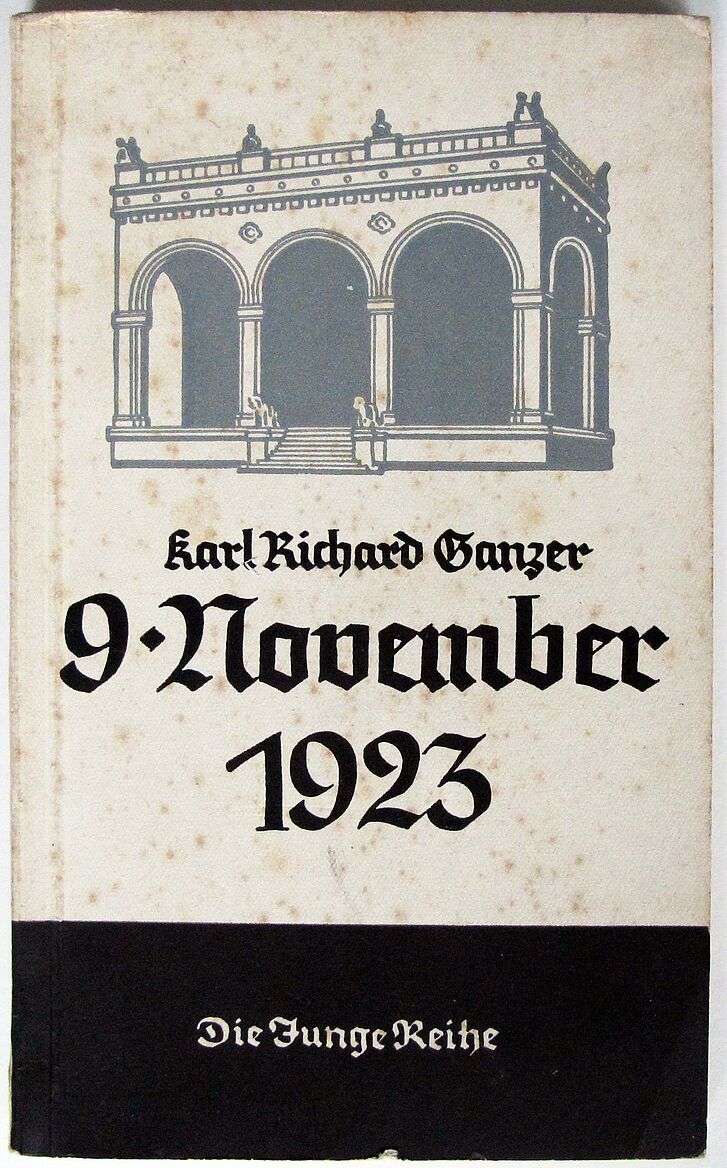 Karl Richard Ganzer
9. November
1923
Die Junge Reihe